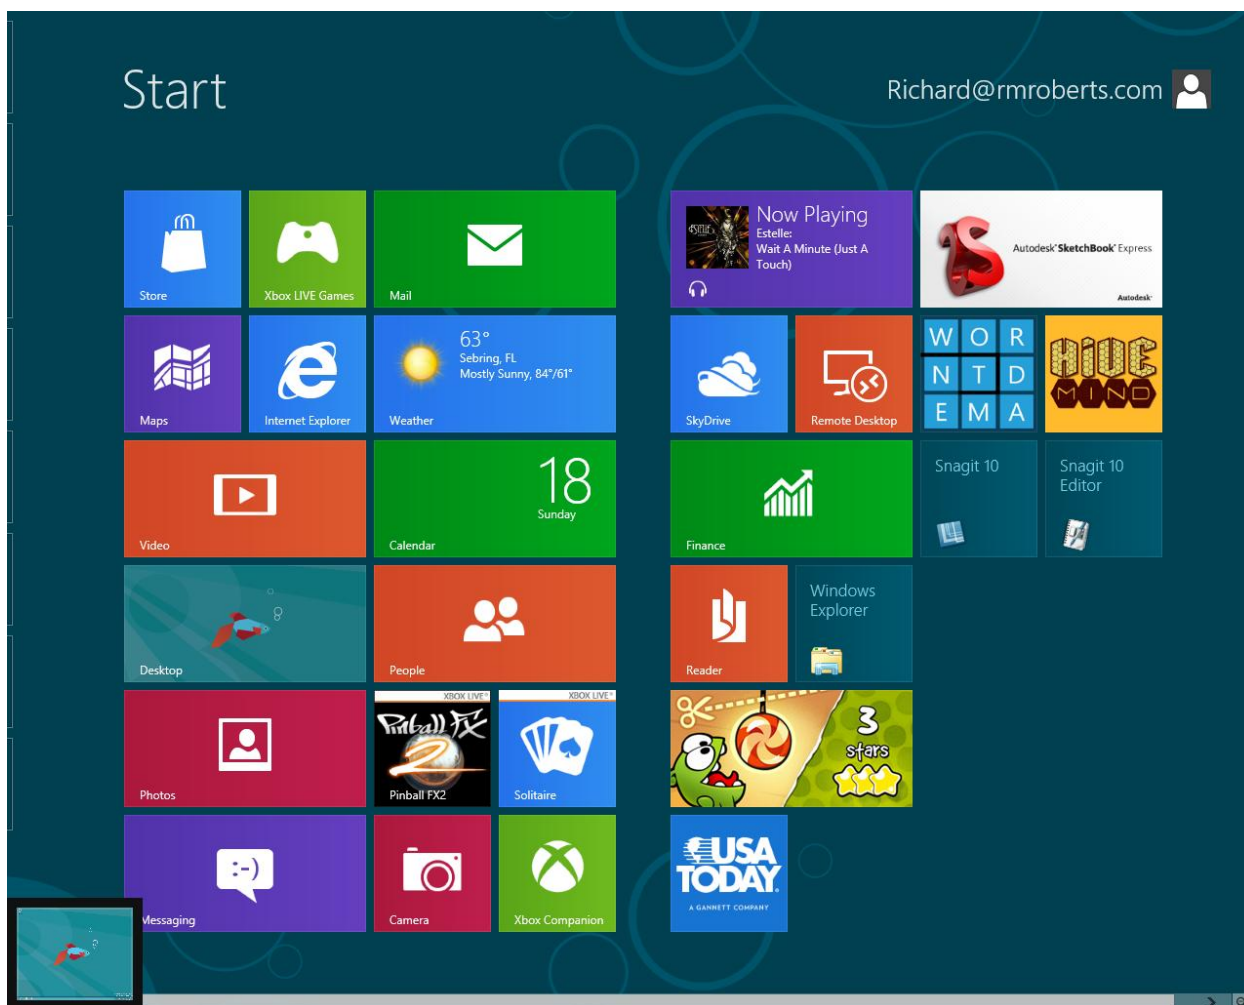 Start
Richard@rmroberts.com
Store
Xbox LIVE Games
Mail
Maps
Internet Explorer
63°
Sebring, FL
Mostly Sunny, 84°/61°
Weather
Video
18
Sunday
Calendar
Desktop
People
Photos
XBOX LIVE
Pinball FX
2
Pinball FX2
XBOX LIVE
Solitaire
:-)
Messaging
Camera
Xbox Companion
Now Playing
Estelle:
Wait A Minute (Just A
Touch)
Autodesk® SketchBook® Express
Autodesk®
SkyDrive
Remote Desktop
W O R
N T D
E M A
HIVE
MIND
Finance
Snagit 10
Snagit 10
Editor
Reader
Windows
Explorer
3
stars
USA
TODAY
A GANNETT COMPANY